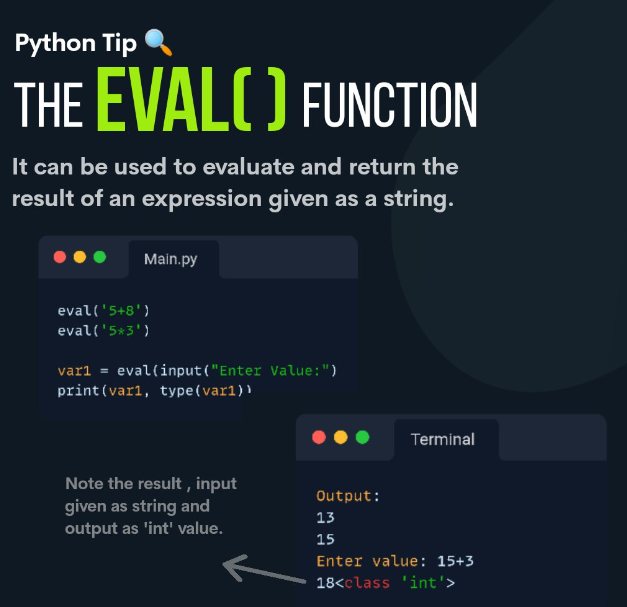 Python Tip 🔍
THE EVAL( ) FUNCTION
It can be used to evaluate and return the
result of an expression given as a string.
Main.py
eval('5+8')
eval('5*3')
var1 = eval(input("Enter Value:")
print(var1, type(var1))
Terminal
Note the result , input
given as string and
output as 'int' value.
Output:
13
15
Enter value: 15+3
18<class 'int'>